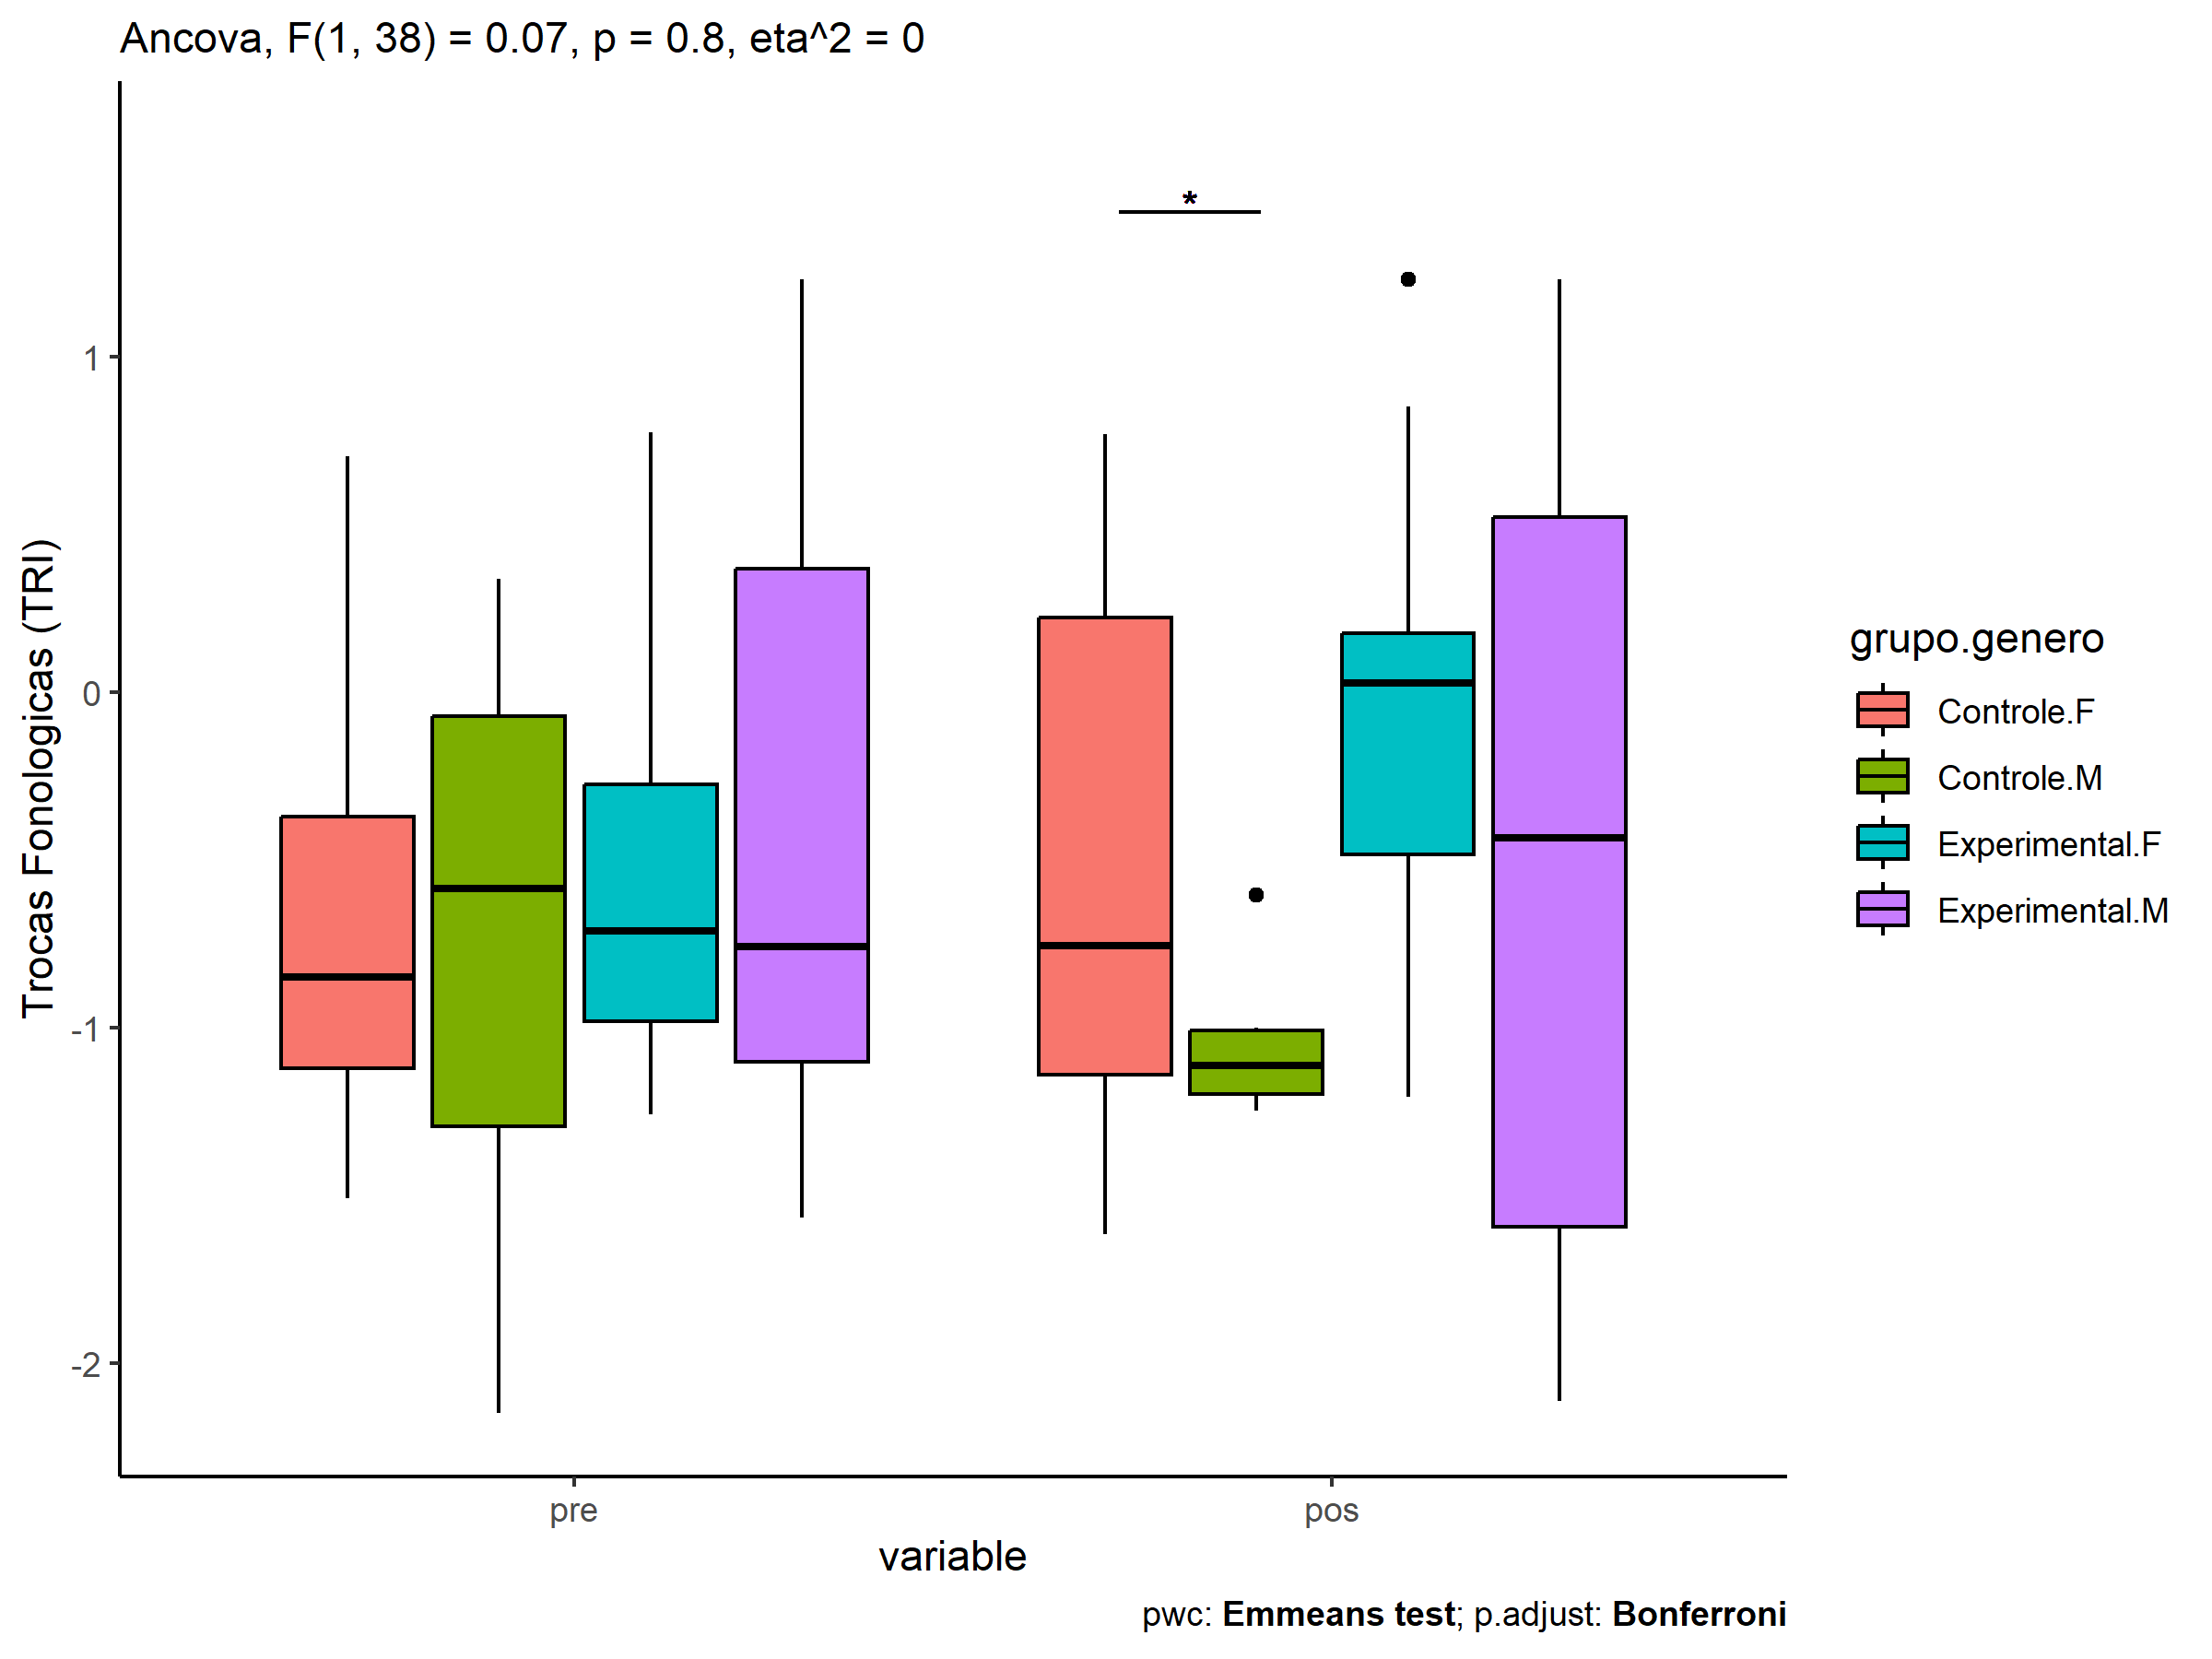 Ancova, F(1, 38) = 0.07, p = 0.8, eta^2 = 0
*
1
0
-1
-2
Trocas Fonologicas (TRI)
pre
pos
variable
grupo.genero
Controle.F
Controle.M
Experimental.F
Experimental.M
pwc: Emmeans test; p.adjust: Bonferroni